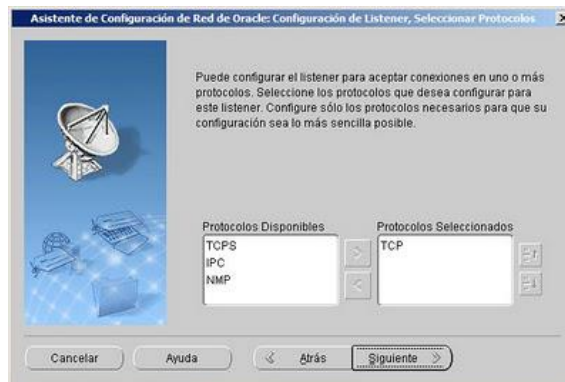 Asistente de Configuración de Red de Oracle: Configuración de Listener, Seleccionar Protocolos
Puede configurar el listener para aceptar conexiones en uno o más
protocolos. Seleccione los protocolos que desea configurar para
este listener. Configure sólo los protocolos necesarios para que su
configuración sea lo más sencilla posible.
Protocolos Disponibles
TCPS
IPC
NMP
Protocolos Seleccionados
TCP
Cancelar
Ayuda
Atrás
Siguiente